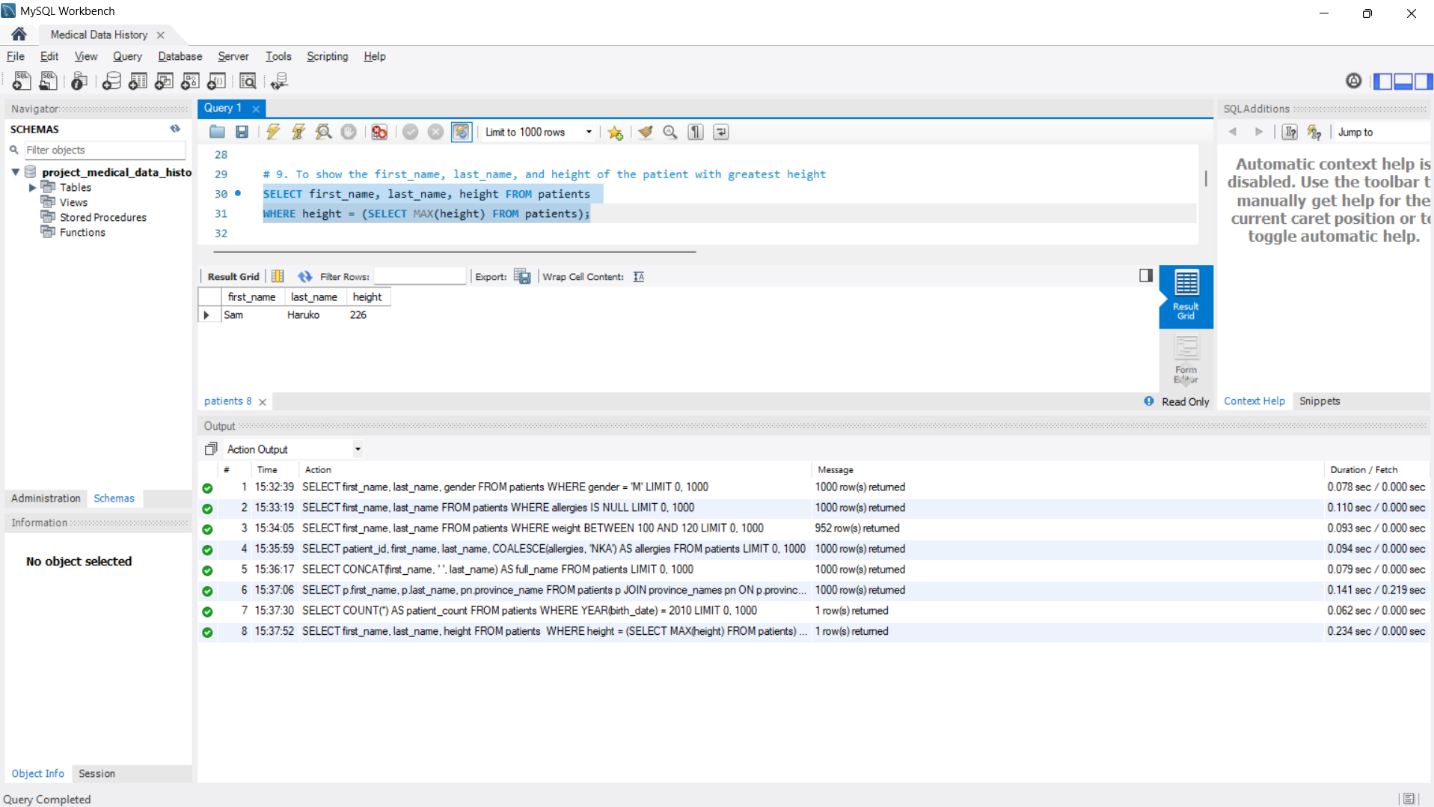 MySQL Workbench
Medical Data History
File Edit View Query Database Server Tools Scripting Help
Navigator
SCHEMAS
Filter objects
project_medical_data_histo
Tables
Views
Stored Procedures
Functions
Administration Schemas
Information
No object selected
Object Info Session
Query Completed
Query 1
Limit to 1000 rows
28
29 # 9. To show the first_name, last_name, and height of the patient with greatest height
30 SELECT first_name, last_name, height FROM patients
31 WHERE height = (SELECT MAX(height) FROM patients);
32
Result Grid Filter Rows: Export: Wrap Cell Content:
first_name last_name height
Sam Haruko 226
Result
Grid
Form
Editor
patients 8
Read Only
SQLAdditions
Jump to
Automatic context help is
disabled. Use the toolbar t
manually get help for the
current caret position or to
toggle automatic help.
Context Help Snippets
Output
Action Output
# Time Action Message Duration / Fetch
1 15:32:39 SELECT first_name, last_name, gender FROM patients WHERE gender = 'M' LIMIT 0, 1000 1000 row(s) returned 0.078 sec / 0.000 sec
2 15:33:19 SELECT first_name, last_name FROM patients WHERE allergies IS NULL LIMIT 0, 1000 1000 row(s) returned 0.110 sec / 0.000 sec
3 15:34:05 SELECT first_name, last_name FROM patients WHERE weight BETWEEN 100 AND 120 LIMIT 0, 1000 952 row(s) returned 0.093 sec / 0.000 sec
4 15:35:59 SELECT patient_id, first_name, last_name, COALESCE(allergies, 'NKA') AS allergies FROM patients LIMIT 0, 1000 1000 row(s) returned 0.094 sec / 0.000 sec
5 15:36:17 SELECT CONCAT(first_name, ' ', last_name) AS full_name FROM patients LIMIT 0, 1000 1000 row(s) returned 0.079 sec / 0.000 sec
6 15:37:06 SELECT p.first_name, p.last_name, pn.province_name FROM patients p JOIN province_names pn ON p.provinc... 1000 row(s) returned 0.141 sec / 0.219 sec
7 15:37:30 SELECT COUNT(*) AS patient_count FROM patients WHERE YEAR(birth_date) = 2010 LIMIT 0, 1000 1 row(s) returned 0.062 sec / 0.000 sec
8 15:37:52 SELECT first_name, last_name, height FROM patients WHERE height = (SELECT MAX(height) FROM patients) ... 1 row(s) returned 0.234 sec / 0.000 sec